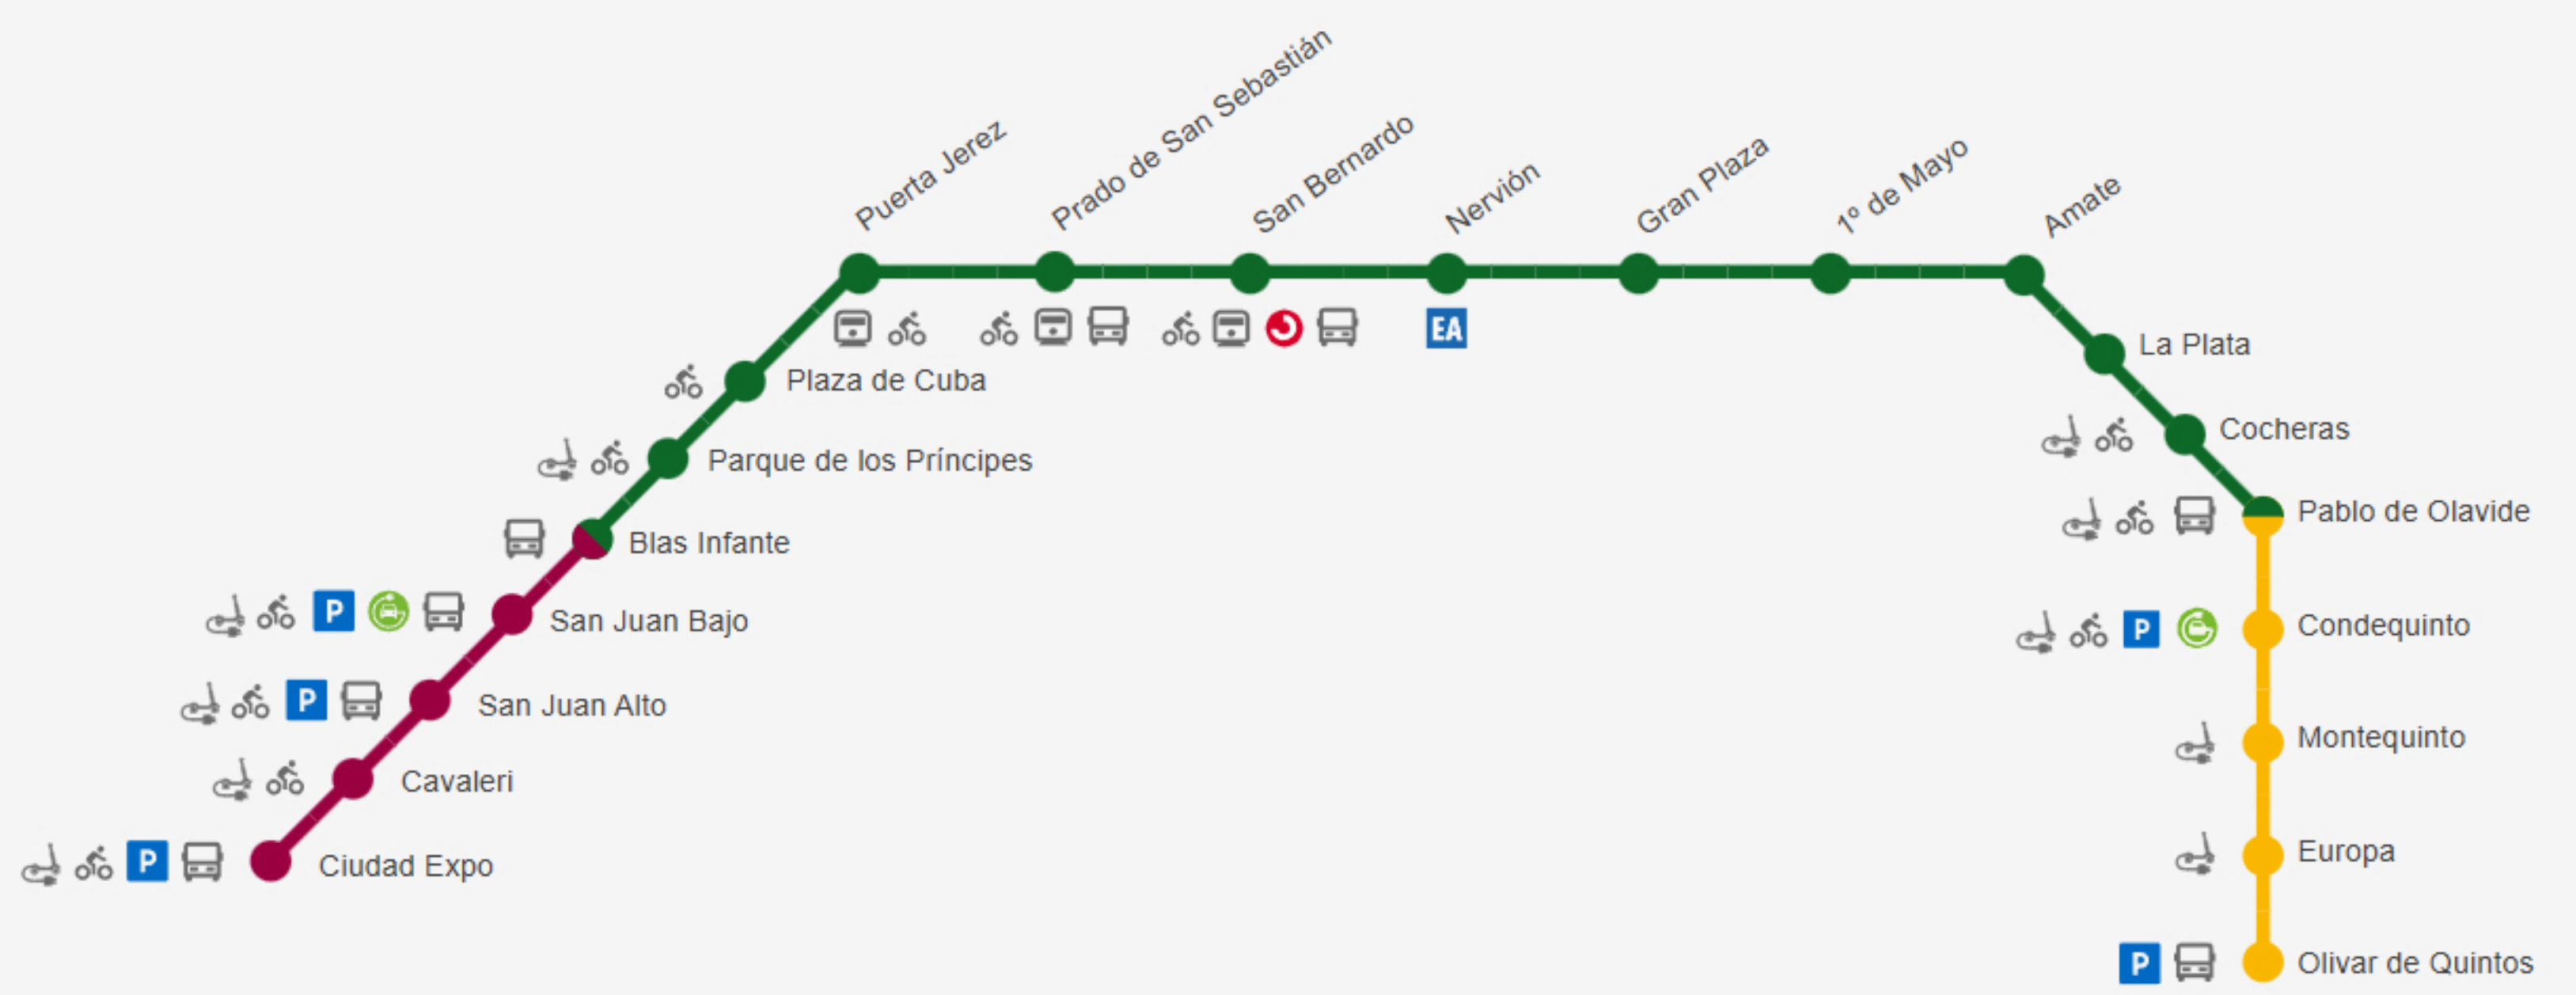 Puerta Jerez
Prado de San Sebastián
San Bernardo
Nervión
Gran Plaza
1º de Mayo
Amate
EA
La Plata
Plaza de Cuba
Cocheras
Parque de los Príncipes
Pablo de Olavide
Blas Infante
P
San Juan Bajo
P
Condequinto
P
San Juan Alto
Montequinto
Cavaleri
Europa
P
Ciudad Expo
P
Olivar de Quintos